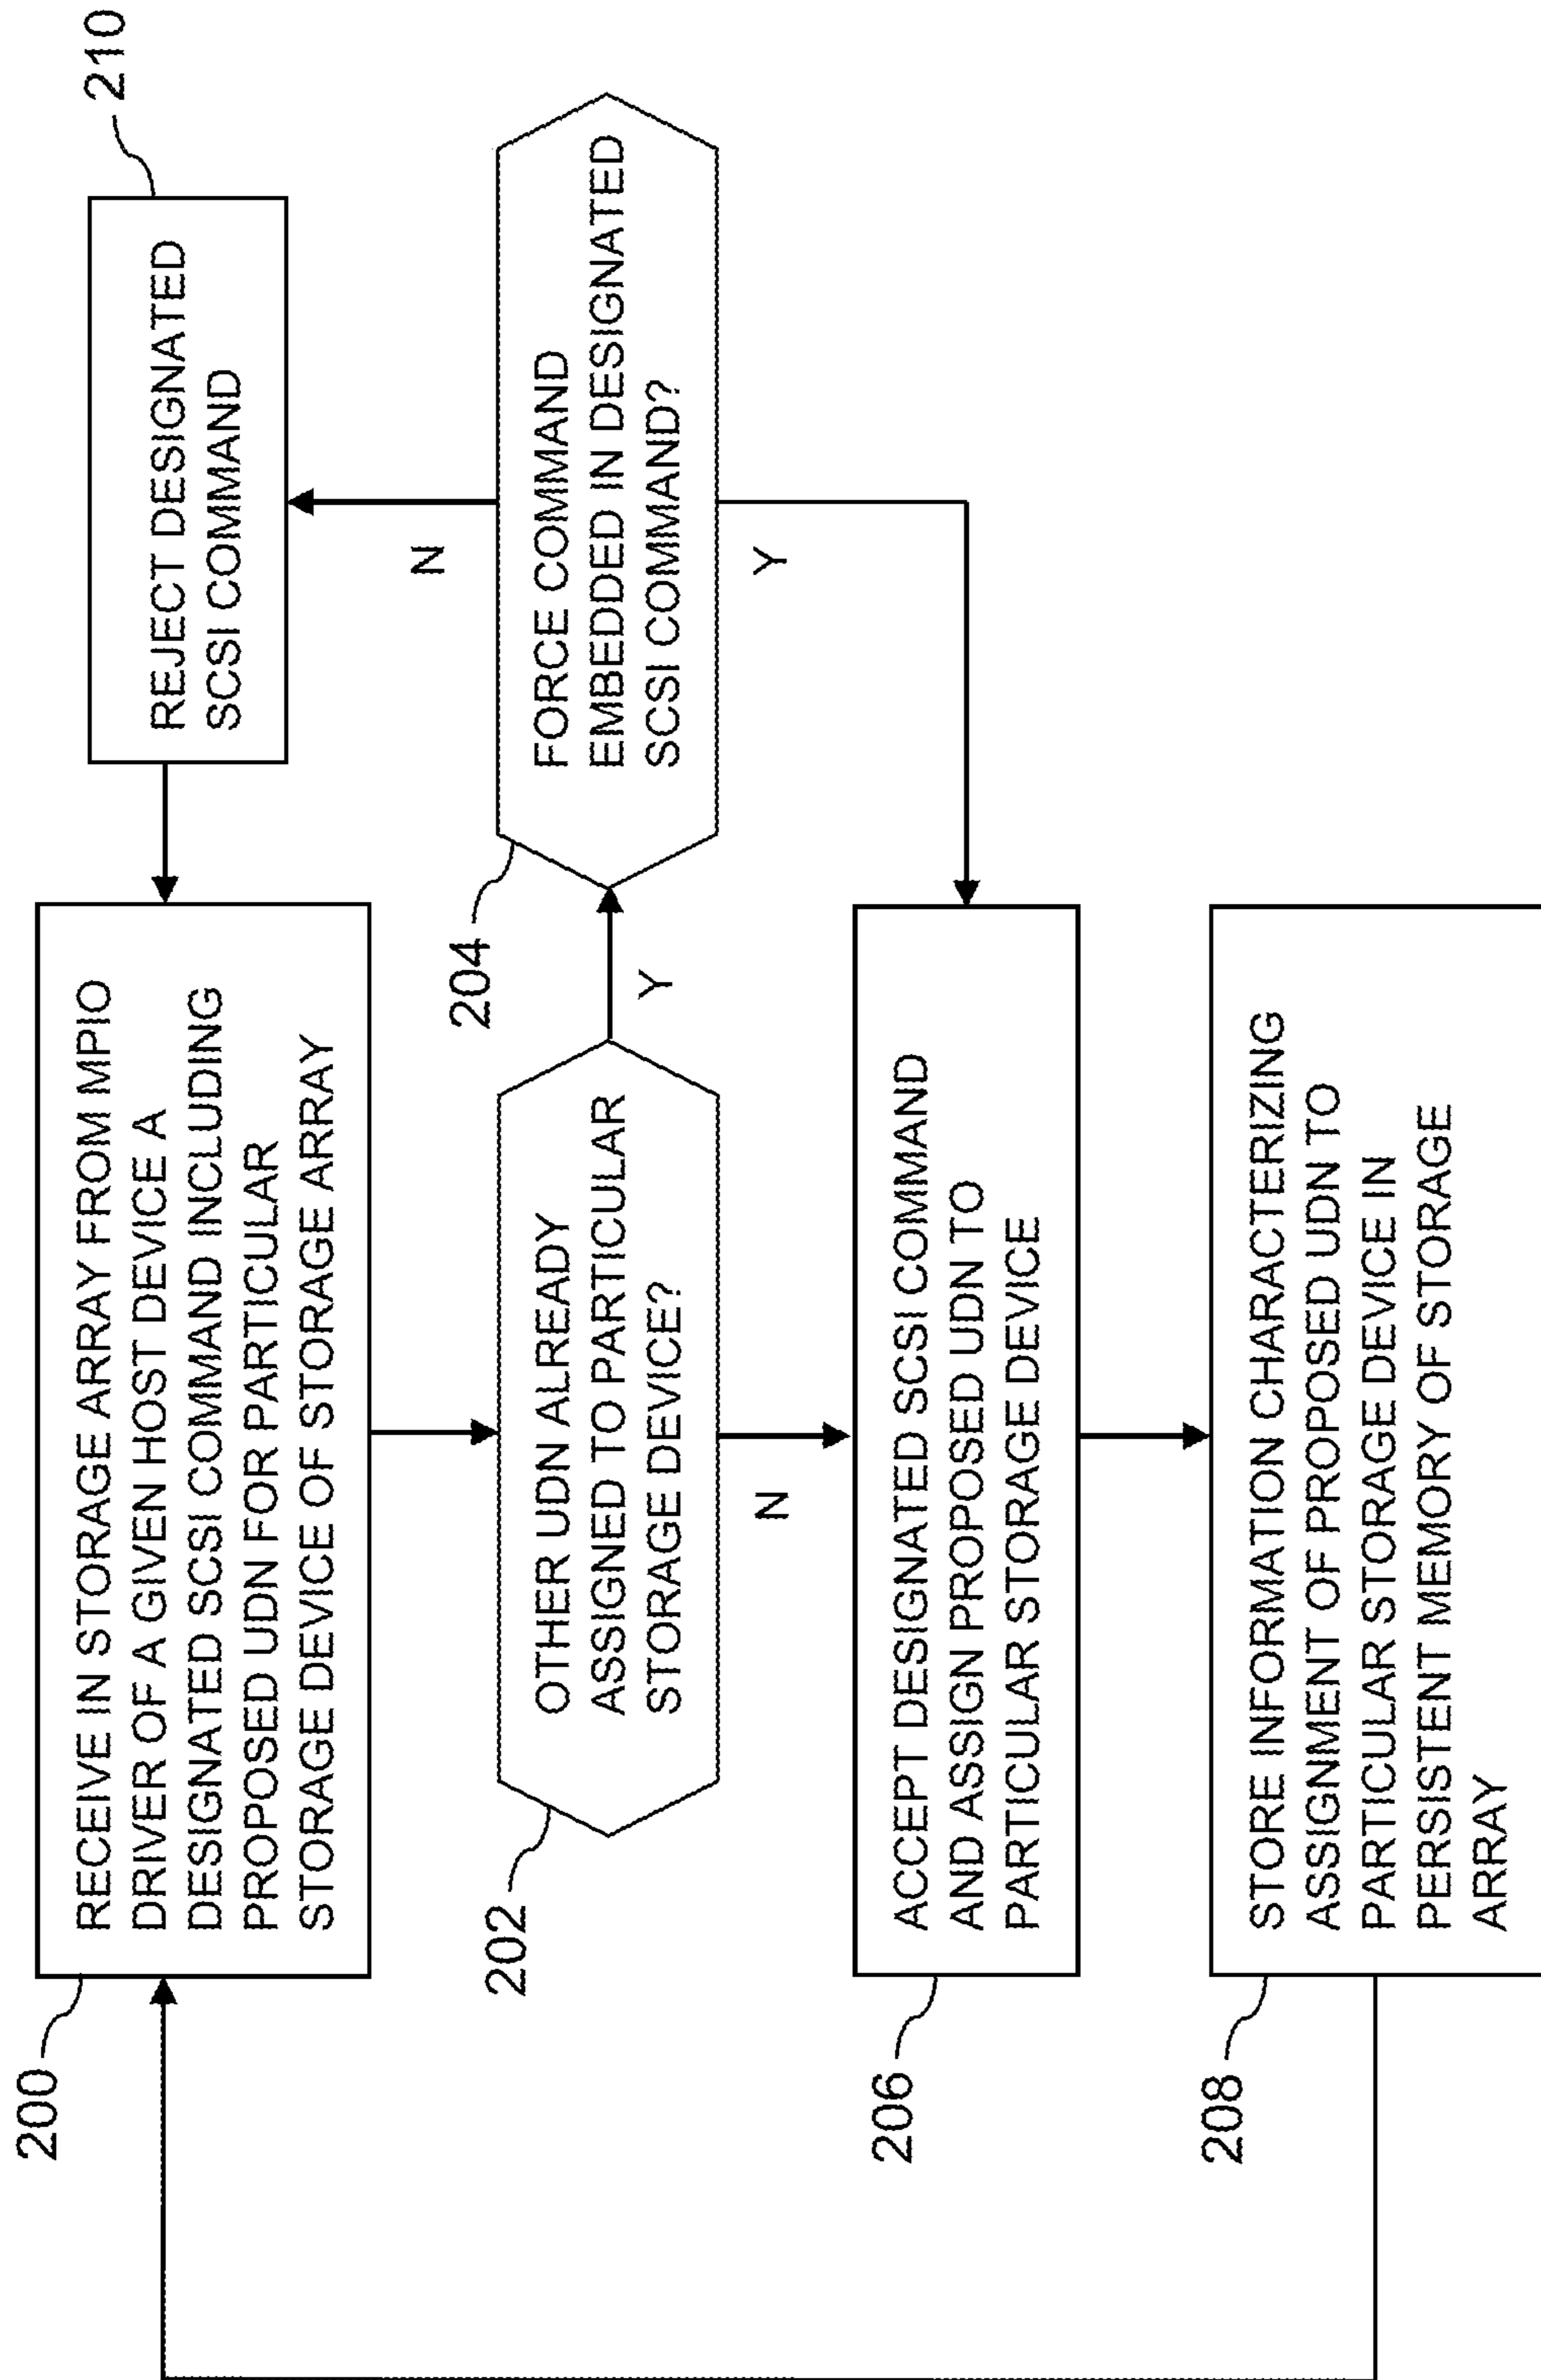 200
RECEIVE IN STORAGE ARRAY FROM MPIO
DRIVER OF A GIVEN HOST DEVICE A
DESIGNATED SCSI COMMAND INCLUDING
PROPOSED UDN FOR PARTICULAR
STORAGE DEVICE OF STORAGE ARRAY
210
REJECT DESIGNATED
SCSI COMMAND
N
202
OTHER UDN ALREADY
ASSIGNED TO PARTICULAR
STORAGE DEVICE?
Y
204
FORCE COMMAND
EMBEDDED IN DESIGNATED
SCSI COMMAND?
N
Y
206
ACCEPT DESIGNATED SCSI COMMAND
AND ASSIGN PROPOSED UDN TO
PARTICULAR STORAGE DEVICE
208
STORE INFORMATION CHARACTERIZING
ASSIGNMENT OF PROPOSED UDN TO
PARTICULAR STORAGE DEVICE IN
PERSISTENT MEMORY OF STORAGE
ARRAY